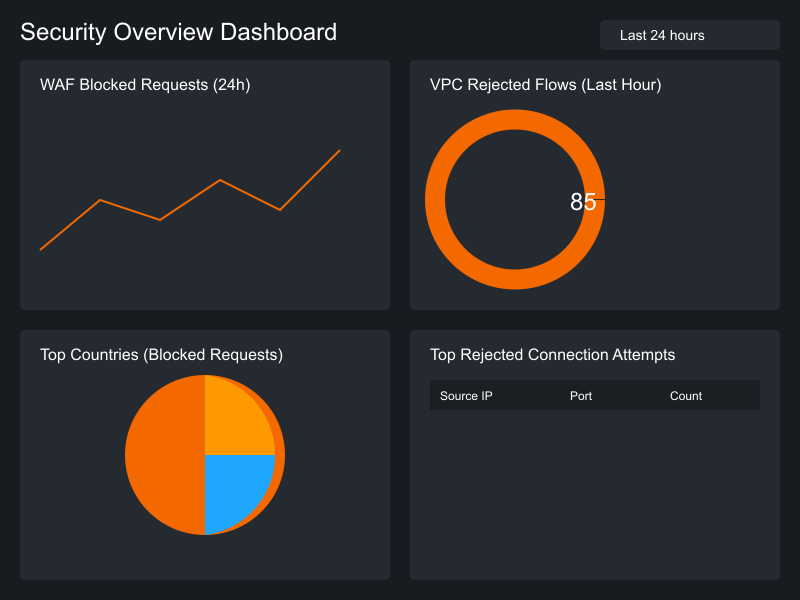 Security Overview Dashboard
Last 24 hours
WAF Blocked Requests (24h)
VPC Rejected Flows (Last Hour)
85
Top Countries (Blocked Requests)
Top Rejected Connection Attempts
Source IP Port Count